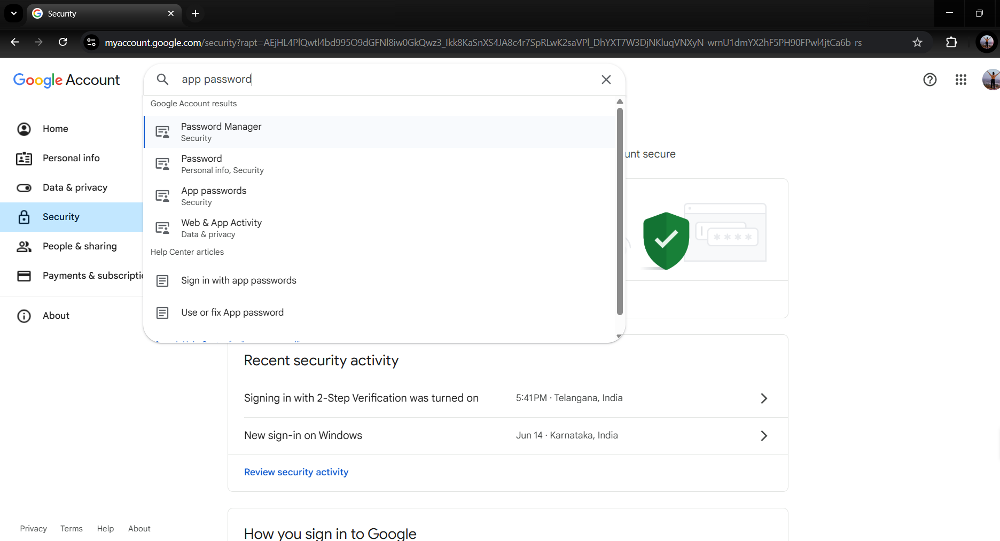 Security
myaccount.google.com/security?rapt=AEjHL4PlQwtl4bd995O9dGFNl8iw0GkQwz3_Ikk8KaSnXS4JA8c4r7SpRLwK2saVPl_DhYXT7W3DjNKluqVNXyN-wrnU1dmYX2hF5PH90FPwl4jtCa6b-rs
Google Account
app password
Google Account results
Home
Password Manager
Security
unt secure
Personal info
Password
Personal info, Security
Data & privacy
App passwords
Security
Security
Web & App Activity
Data & privacy
****
People & sharing
Help Center articles
Payments & subscriptio
Sign in with app passwords
About
Use or fix App password
Recent security activity
Signing in with 2-Step Verification was turned on
5:41 PM · Telangana, India
New sign-in on Windows
Jun 14 · Karnataka, India
Review security activity
Privacy Terms Help About
How you sign in to Google